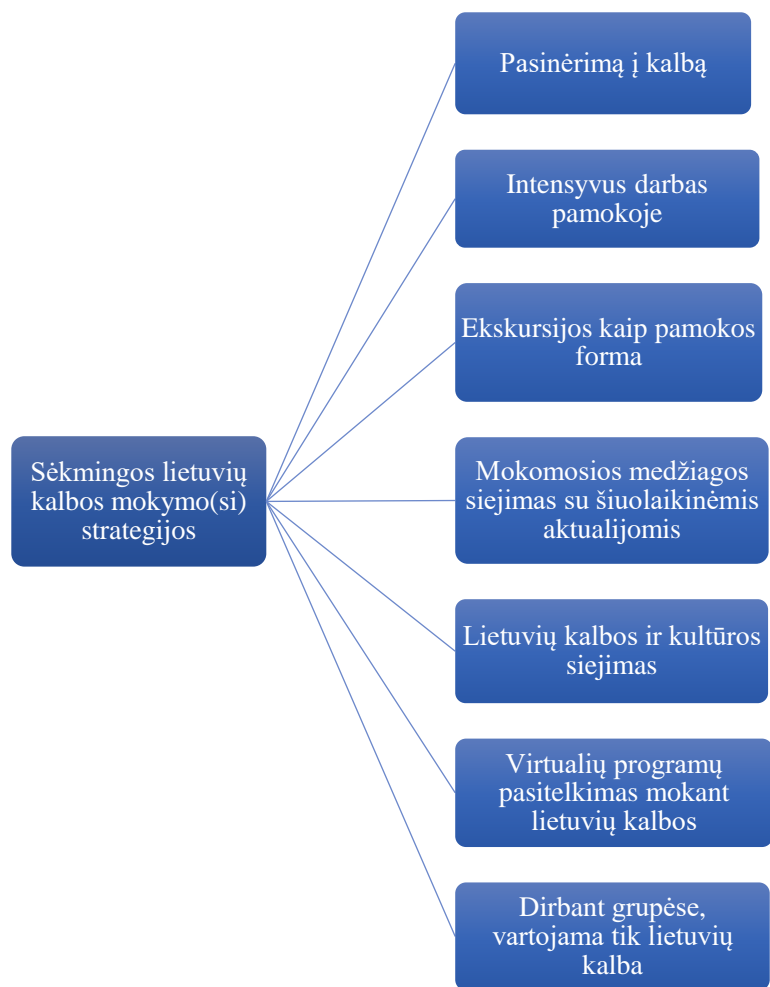 Pasinėrimą į kalbą
Intensyvus darbas
pamokoje
Ekskursijos kaip pamokos
forma
Sėkmingos lietuvių
kalbos mokymo(si)
strategijos
Mokomosios medžiagos
siejimas su šiuolaikinėmis
aktualijomis
Lietuvių kalbos ir kultūros
siejimas
Virtualių programų
pasitelkimas mokant
lietuvių kalbos
Dirbant grupėse,
vartojama tik lietuvių
kalba